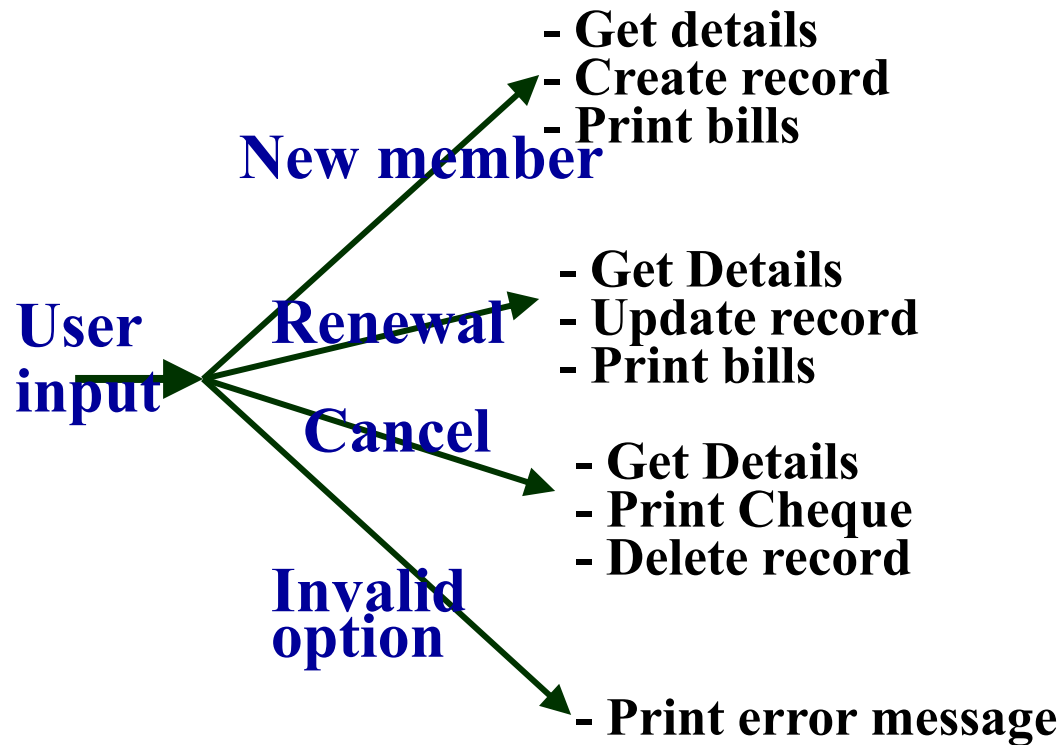 - Get details
- Create record
- Print bills
New member
- Get Details
- Update record
- Print bills
Renewal
User
input
Cancel
- Get Details
- Print Cheque
- Delete record
Invalid
option
- Print error message